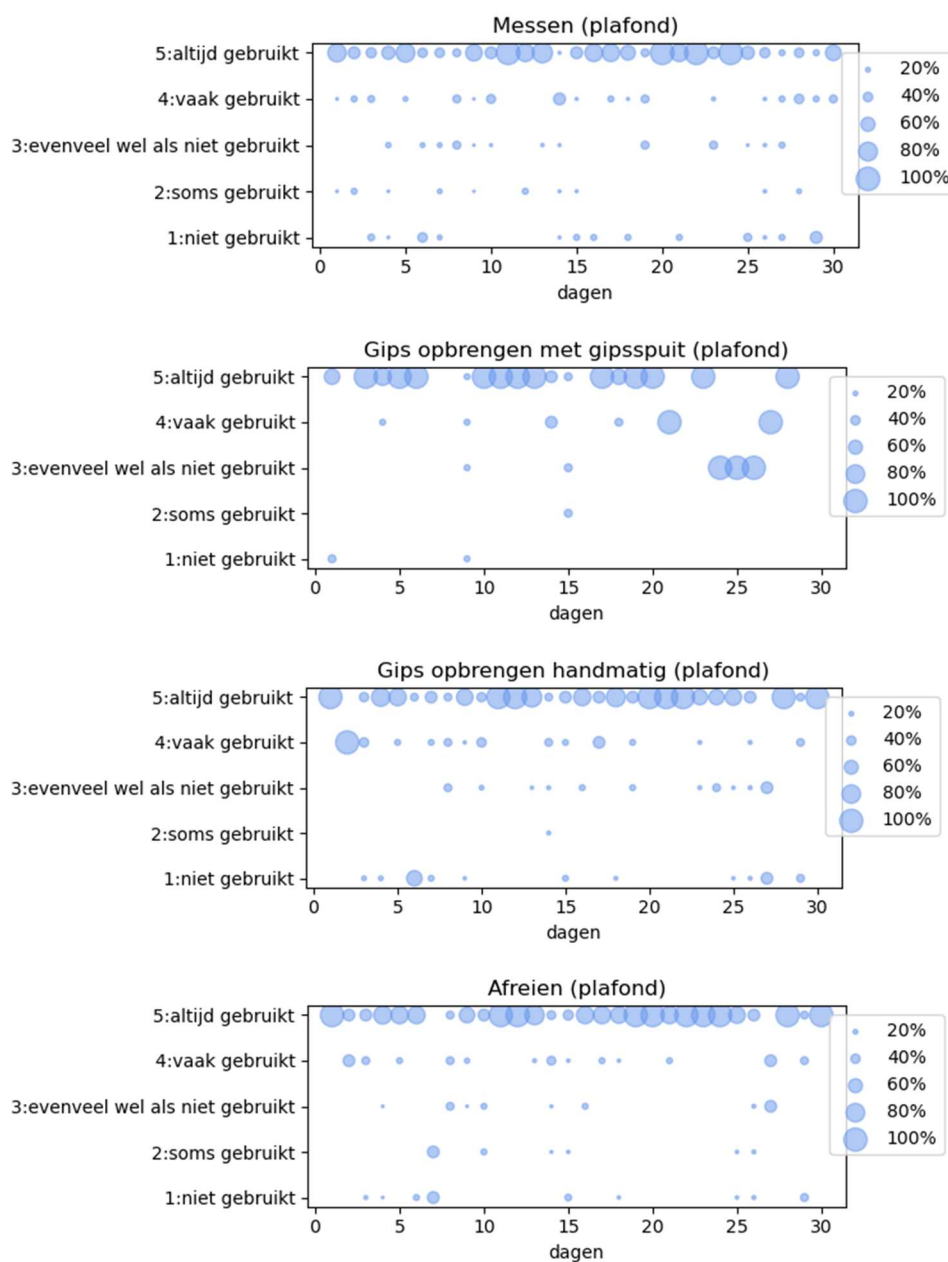 Messen (plafond)
5:altijd gebruikt
4:vaak gebruikt
3:evenveel wel als niet gebruikt
2:soms gebruikt
1:niet gebruikt
0 5 10 15 20 25 30
dagen
20%
40%
60%
80%
100%
Gips opbrengen met gipsspuit (plafond)
5:altijd gebruikt
4:vaak gebruikt
3:evenveel wel als niet gebruikt
2:soms gebruikt
1:niet gebruikt
0 5 10 15 20 25 30
dagen
20%
40%
60%
80%
100%
Gips opbrengen handmatig (plafond)
5:altijd gebruikt
4:vaak gebruikt
3:evenveel wel als niet gebruikt
2:soms gebruikt
1:niet gebruikt
0 5 10 15 20 25 30
dagen
20%
40%
60%
80%
100%
Afreien (plafond)
5:altijd gebruikt
4:vaak gebruikt
3:evenveel wel als niet gebruikt
2:soms gebruikt
1:niet gebruikt
0 5 10 15 20 25 30
dagen
20%
40%
60%
80%
100%